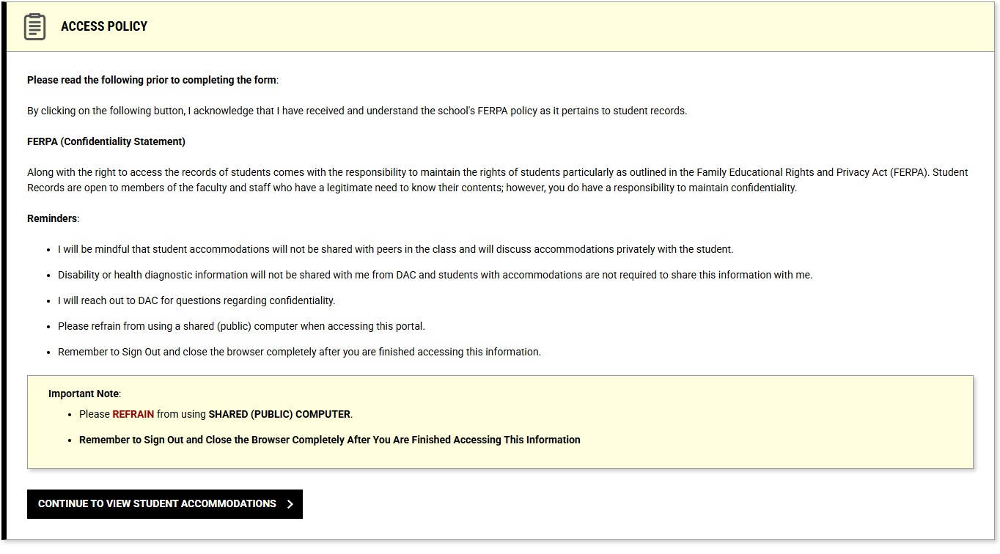 ACCESS POLICY
Please read the following prior to completing the form:
By clicking on the following button, I acknowledge that I have received and understand the school's FERPA policy as it pertains to student records.
FERPA (Confidentiality Statement)
Along with the right to access the records of students comes with the responsibility to maintain the rights of students particularly as outlined in the Family Educational Rights and Privacy Act (FERPA). Student
Records are open to members of the faculty and staff who have a legitimate need to know their contents; however, you do have a responsibility to maintain confidentiality.
Reminders:
• I will be mindful that student accommodations will not be shared with peers in the class and will discuss accommodations privately with the student.
• Disability or health diagnostic information will not be shared with me from DAC and students with accommodations are not required to share this information with me.
• I will reach out to DAC for questions regarding confidentiality.
• Please refrain from using a shared (public) computer when accessing this portal.
• Remember to Sign Out and close the browser completely after you are finished accessing this information.
Important Note:
• Please REFRAIN from using SHARED (PUBLIC) COMPUTER.
• Remember to Sign Out and Close the Browser Completely After You Are Finished Accessing This Information
CONTINUE TO VIEW STUDENT ACCOMMODATIONS